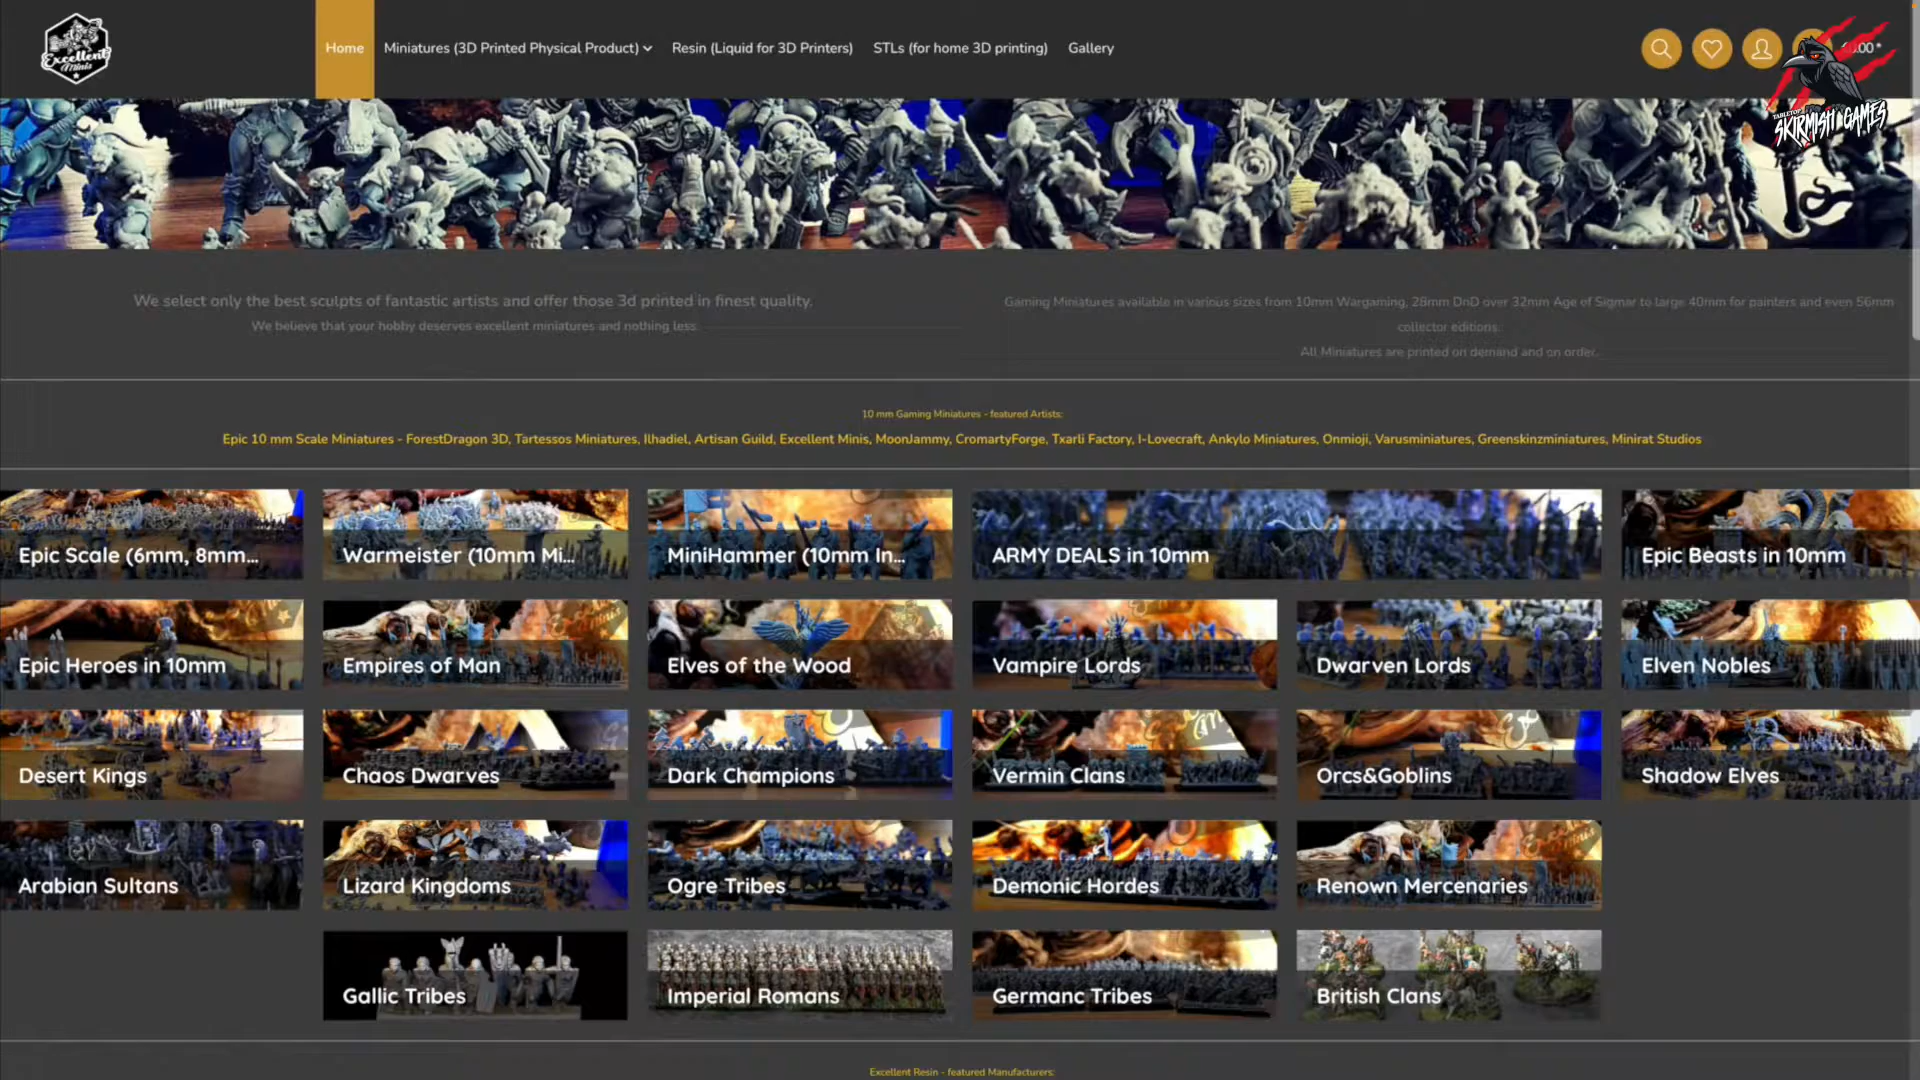 Excellent
Minis
Home
Miniatures (3D Printed Physical Product)
Resin (Liquid for 3D Printers)
STLs (for home 3D printing)
Gallery
TABLETOP
SKIRMISH GAMES
We select only the best sculpts of fantastic artists and offer those 3d printed in finest quality.
We believe that your hobby deserves excellent miniatures and nothing less.
Gaming Miniatures available in various sizes from 10mm Wargaming, 28mm DnD over 32mm Age of Sigmar to large 40mm for painters and even 56mm
collector editions.
All Miniatures are printed on demand and on order.
10 mm Gaming Miniatures - featured Artists:
Epic 10 mm Scale Miniatures - ForestDragon 3D, Tartessos Miniatures, Ilhadiel, Artisan Guild, Excellent Minis, MoonJammy, CromartyForge, Txarli Factory, I-Lovecraft, Ankylo Miniatures, Onmioji, Varusminiatures, Greenskinzminiatures, Minirat Studios
Epic Scale (6mm, 8mm...
Warmeister (10mm Mi...
MiniHammer (10mm In...
ARMY DEALS in 10mm
Epic Beasts in 10mm
Epic Heroes in 10mm
Empires of Man
Elves of the Wood
Vampire Lords
Dwarven Lords
Elven Nobles
Desert Kings
Chaos Dwarves
Dark Champions
Vermin Clans
Orcs&Goblins
Shadow Elves
Arabian Sultans
Lizard Kingdoms
Ogre Tribes
Demonic Hordes
Renown Mercenaries
Gallic Tribes
Imperial Romans
Germanc Tribes
British Clans
Excellent Resin - featured Manufacturers: